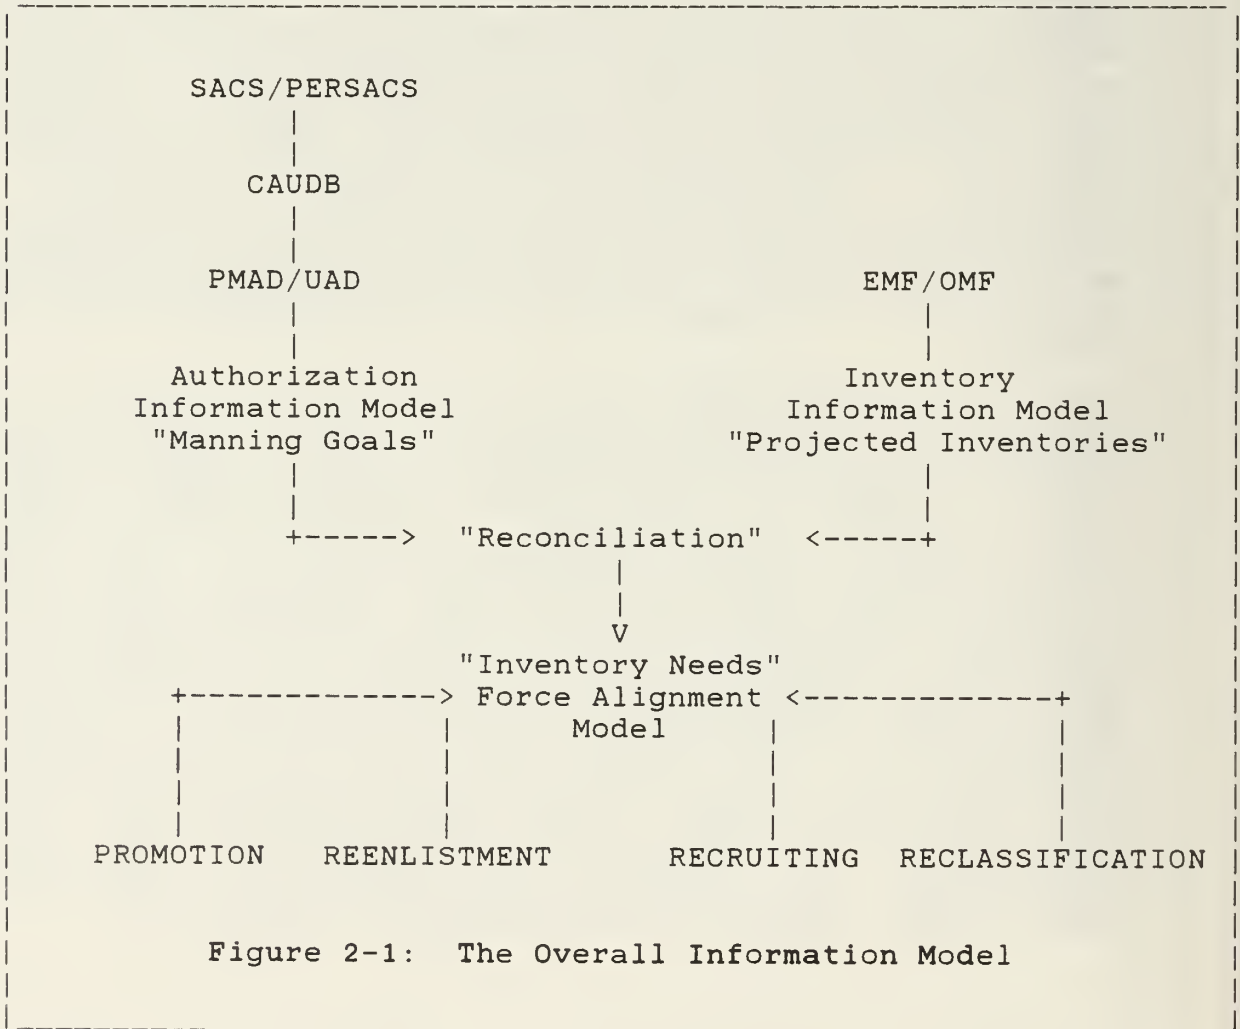 SACS/PERSACS
CAUDB
PMAD/UAD EMF/OMF
Authorization Inventory
Information Model Information Model
"Manning Goals" "Projected Inventories"
"Reconciliation"
V
"Inventory Needs"
Force Alignment
Model
PROMOTION REENLISTMENT RECRUITING RECLASSIFICATION
Figure 2-1: The Overall Information Model